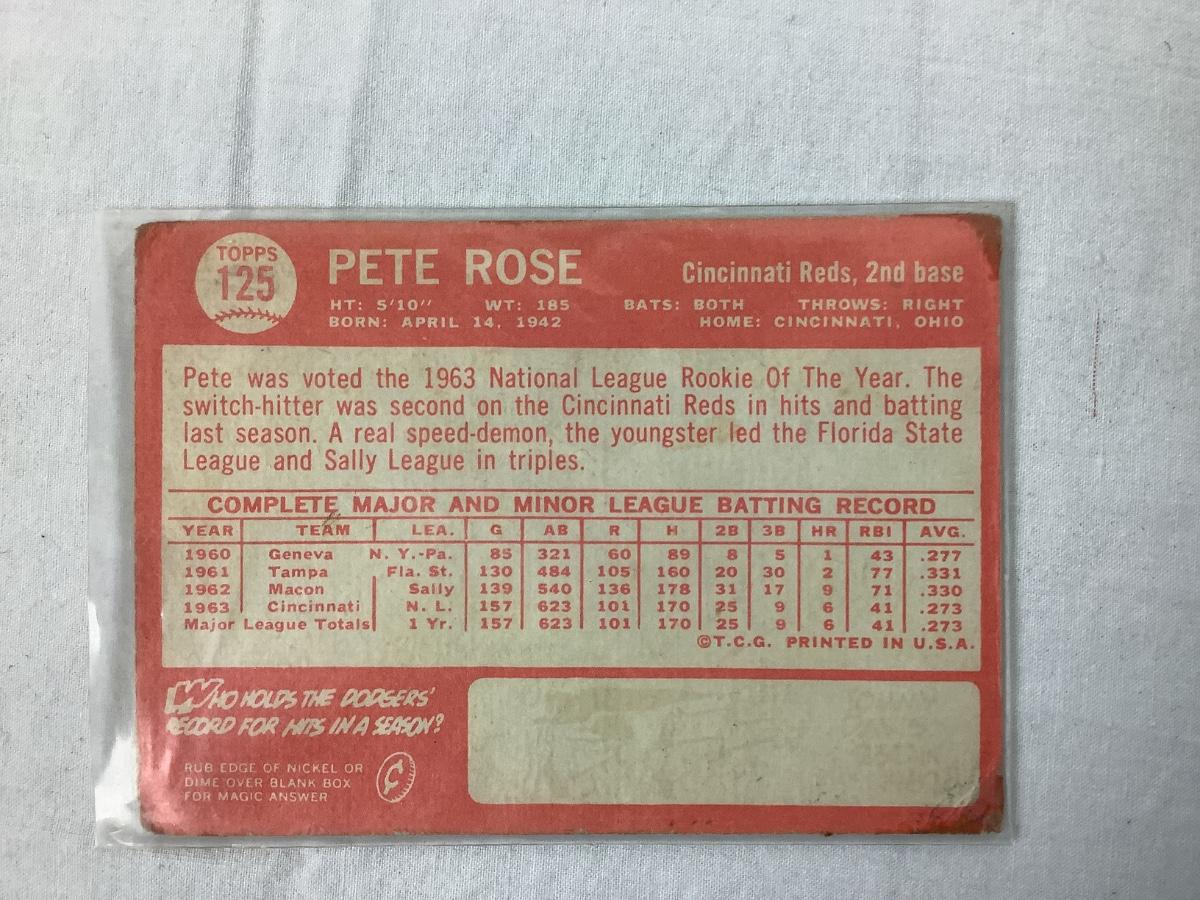 TOPPS
125
PETE ROSE
Cincinnati Reds, 2nd base
HT: 5'10" WT: 185 BATS: BOTH THROWS: RIGHT
BORN: APRIL 14, 1942 HOME: CINCINNATI, OHIO
Pete was voted the 1963 National League Rookie Of The Year. The
switch-hitter was second on the Cincinnati Reds in hits and batting
last season. A real speed-demon, the youngster led the Florida State
League and Sally League in triples.
COMPLETE MAJOR AND MINOR LEAGUE BATTING RECORD
YEAR TEAM LEA. G AB R H 2B 3B HR RBI AVG.
1960 Geneva N. Y.-Pa. 85 321 60 89 8 5 1 43 .277
1961 Tampa Fla. St. 130 484 105 160 20 30 2 77 .331
1962 Macon Sally 139 540 136 178 31 17 9 71 .330
1963 Cincinnati N. L. 157 623 101 170 25 9 6 41 .273
Major League Totals 1 Yr. 157 623 101 170 25 9 6 41 .273
©T.C.G. PRINTED IN U.S.A.
WHO HOLDS THE DODGERS'
RECORD FOR HITS IN A SEASON?
RUB EDGE OF NICKEL OR
DIME OVER BLANK BOX
FOR MAGIC ANSWER
¢